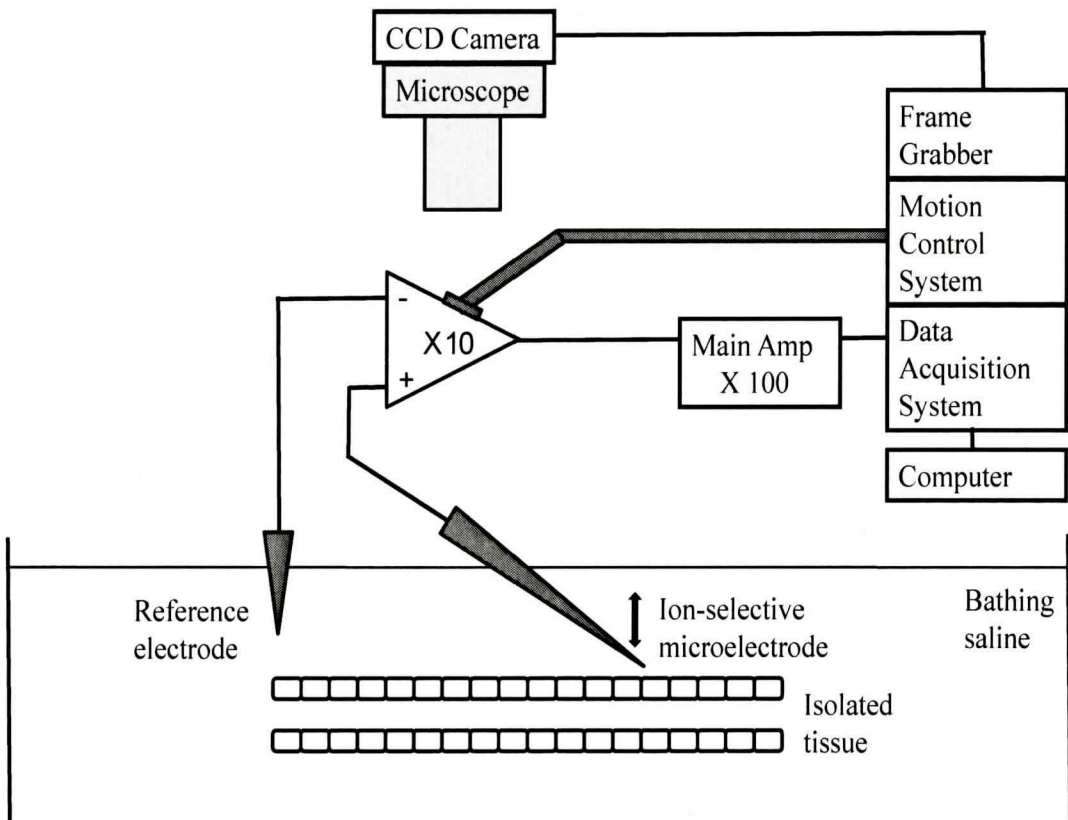 CCD Camera
Microscope
Frame
Grabber
Motion
Control
System
-
X10
+
Main Amp
X 100
Data
Acquisition
System
Computer
Reference
electrode
Ion-selective
microelectrode
Bathing
saline
Isolated
tissue